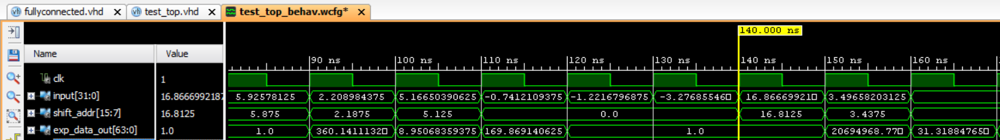 fullyconnected.vhd test_top.vhd test_top_behav.wcfg*
140.000 ns
Name Value
90 ns 100 ns 110 ns 120 ns 130 ns 140 ns 150 ns 160 ns
clk 1
input[31:0] 16.8666992187 5.92578125 2.208984375 5.16650390625 -0.7412109375 -1.2216796875 -3.27685546 16.86669921 3.49658203125
shift_addr[15:7] 16.8125 5.875 2.1875 5.125 0.0 16.8125 3.4375
exp_data_out[63:0] 1.0 1.0 360.1411132 8.95068359375 169.869140625 1.0 20694968.77 31.31884765